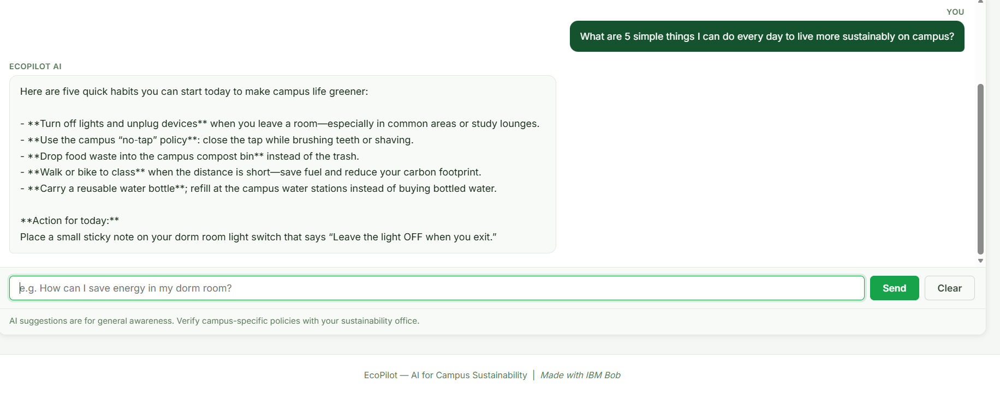 YOU
What are 5 simple things I can do every day to live more sustainably on campus?
ECOPILOT AI
Here are five quick habits you can start today to make campus life greener:
- **Turn off lights and unplug devices** when you leave a room—especially in common areas or study lounges.
- **Use the campus “no-tap” policy**: close the tap while brushing teeth or shaving.
- **Drop food waste into the campus compost bin** instead of the trash.
- **Walk or bike to class** when the distance is short—save fuel and reduce your carbon footprint.
- **Carry a reusable water bottle**; refill at the campus water stations instead of buying bottled water.
**Action for today:**
Place a small sticky note on your dorm room light switch that says “Leave the light OFF when you exit.”
e.g. How can I save energy in my dorm room?
Send
Clear
AI suggestions are for general awareness. Verify campus-specific policies with your sustainability office.
EcoPilot — AI for Campus Sustainability | Made with IBM Bob